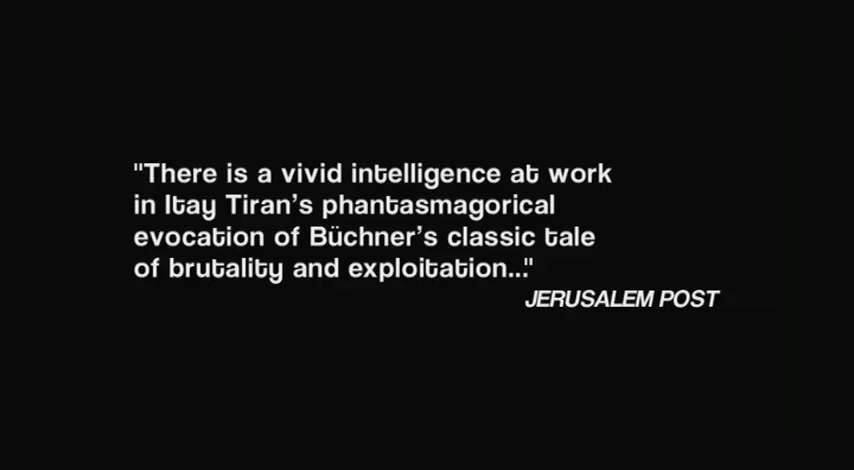 "There is a vivid intelligence at work
in Itay Tiran's phantasmagorical
evocation of Büchner's classic tale
of brutality and exploitation..."
JERUSALEM POST